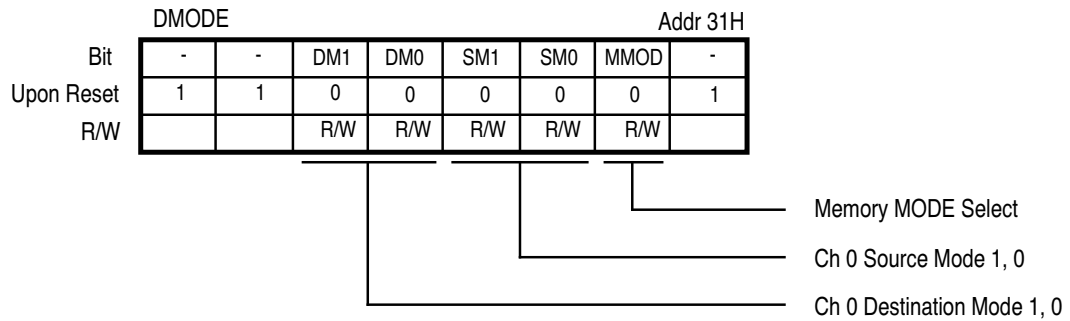 DMODE Addr 31H
Bit - - DM1 DM0 SM1 SM0 MMOD -
Upon Reset 1 1 0 0 0 0 0 1
R/W R/W R/W R/W R/W R/W
Memory MODE Select
Ch 0 Source Mode 1, 0
Ch 0 Destination Mode 1, 0